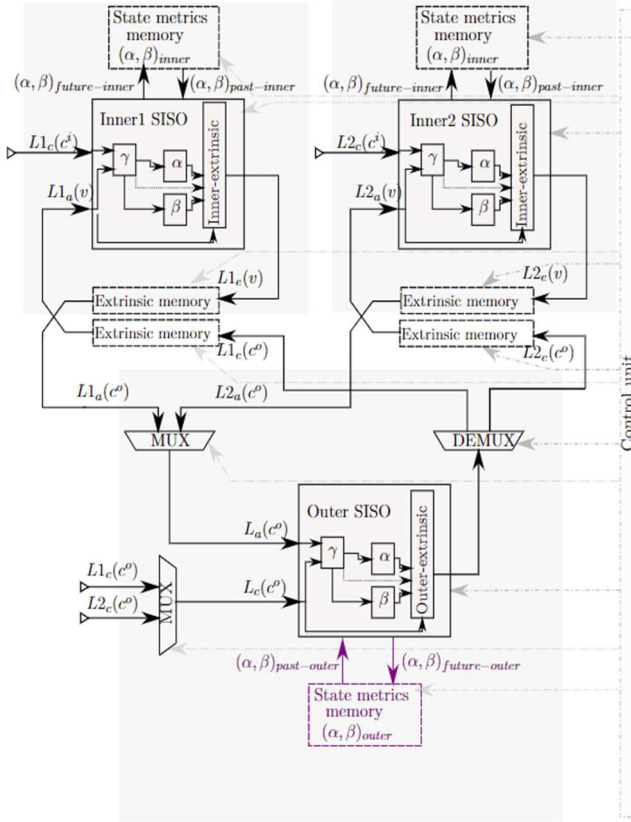 State metrics
memory
(α, β)inner
(α, β)future−inner
(α, β)past−inner
Inner1 SISO
L1c(cⁱ)
γ
α
β
Inner-extrinsic
L1a(v)
L1e(v)
Extrinsic memory
Extrinsic memory
L1e(cᵒ)
State metrics
memory
(α, β)inner
(α, β)future−inner
(α, β)past−inner
Inner2 SISO
L2c(cⁱ)
γ
α
β
Inner-extrinsic
L2a(v)
L2e(v)
Extrinsic memory
Extrinsic memory
L2e(cᵒ)
Control unit
L1a(cᵒ)
L2a(cᵒ)
MUX
DEMUX
Outer SISO
La(cᵒ)
γ
α
β
Outer-extrinsic
L1c(cᵒ)
L2c(cᵒ)
MUX
Lc(cᵒ)
(α, β)past−outer
(α, β)future−outer
State metrics
memory
(α, β)outer